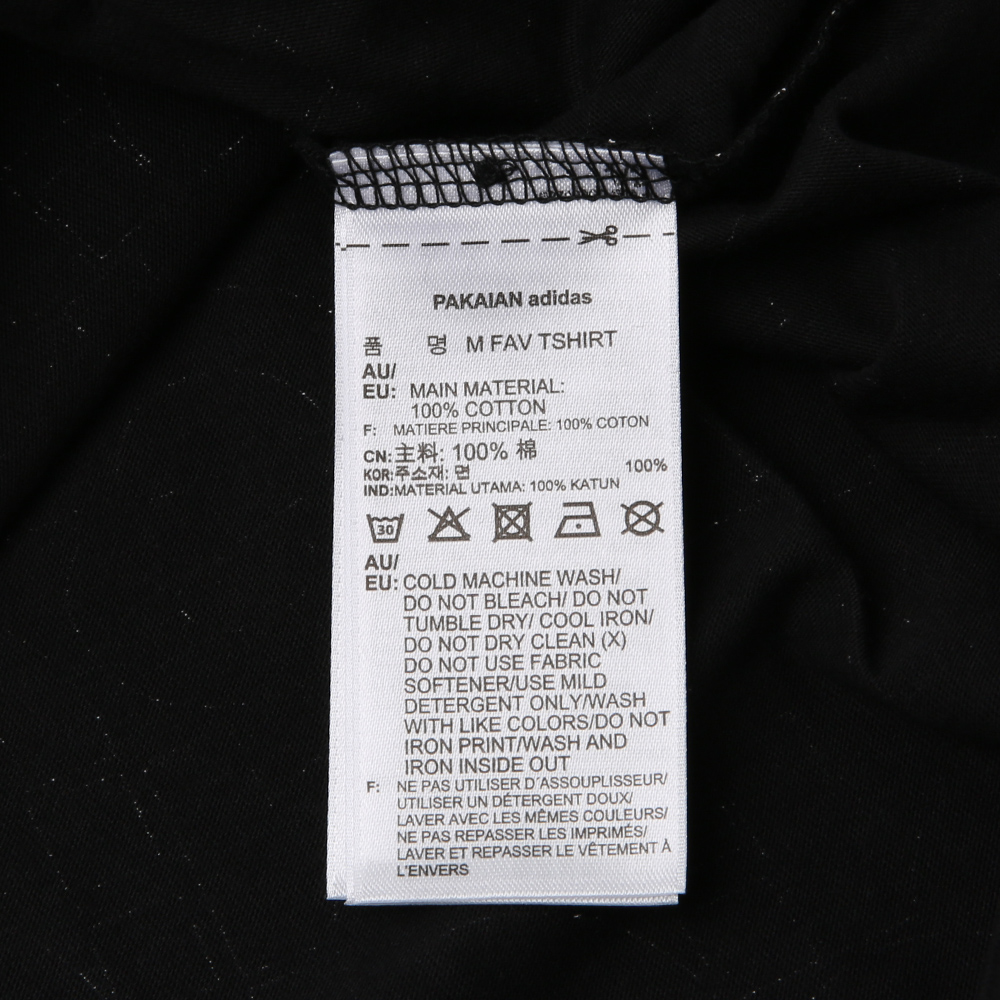 PAKAIAN adidas
품 명 M FAV TSHIRT
AU/
EU: MAIN MATERIAL:
100% COTTON
F: MATIERE PRINCIPALE: 100% COTON
CN: 主料: 100% 棉
KOR:주소재: 면 100%
IND:MATERIAL UTAMA: 100% KATUN
30
AU/
EU: COLD MACHINE WASH/
DO NOT BLEACH/ DO NOT
TUMBLE DRY/ COOL IRON/
DO NOT DRY CLEAN (X)
DO NOT USE FABRIC
SOFTENER/USE MILD
DETERGENT ONLY/WASH
WITH LIKE COLORS/DO NOT
IRON PRINT/WASH AND
IRON INSIDE OUT
F: NE PAS UTILISER D'ASSOUPLISSEUR/
UTILISER UN DÉTERGENT DOUX/
LAVER AVEC LES MÊMES COULEURS/
NE PAS REPASSER LES IMPRIMÉS/
LAVER ET REPASSER LE VÊTEMENT À
L'ENVERS